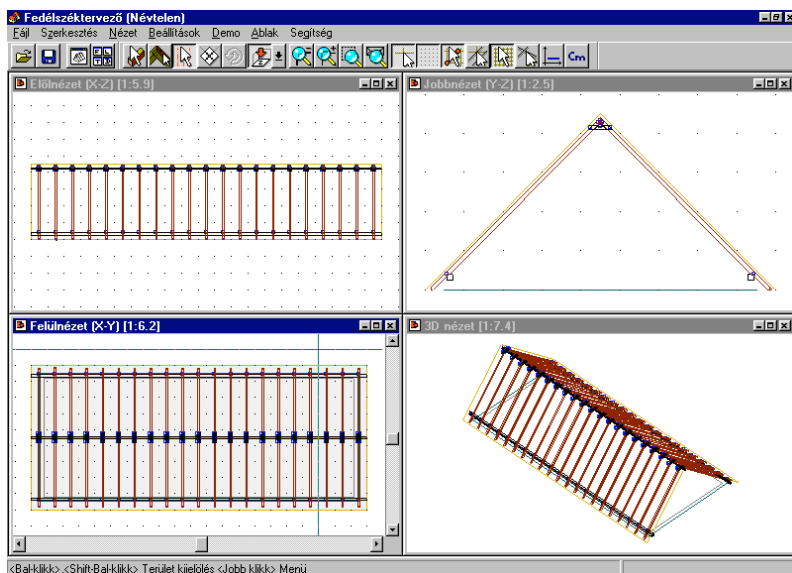 Fedélszéktervező (Névtelen)
Fájl Szerkesztés Nézet Beállítások Demo Ablak Segítség
Cm
Előlnézet (X-Z) [1:5.9]
Jobbnézet (Y-Z) [1:2.5]
Felülnézet (X-Y) [1:6.2]
3D nézet [1:7.4]
<Bal-klikk>,<Shift-Bal-klikk> Terület kijelölés <Jobb klikk> Menü